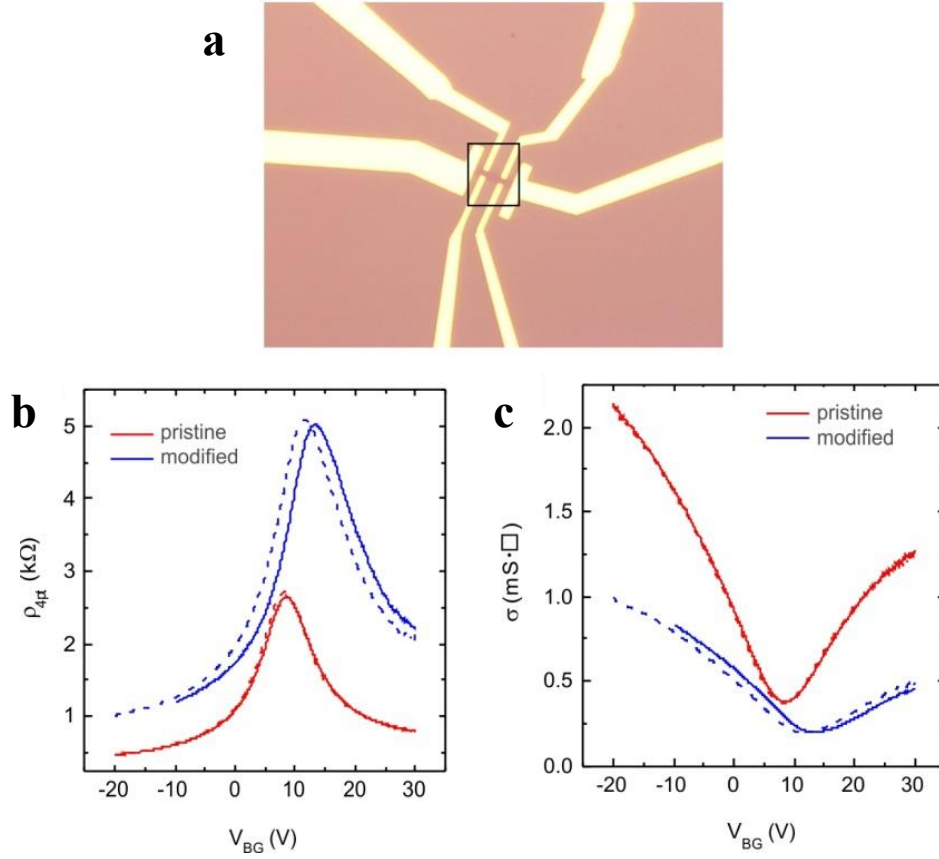 a
b
pristine
modified
5
4
3
2
1
ρ4pt (kΩ)
-20 -10 0 10 20 30
VBG (V)
c
pristine
modified
2.0
1.5
1.0
0.5
0.0
σ (mS·□)
-20 -10 0 10 20 30
VBG (V)